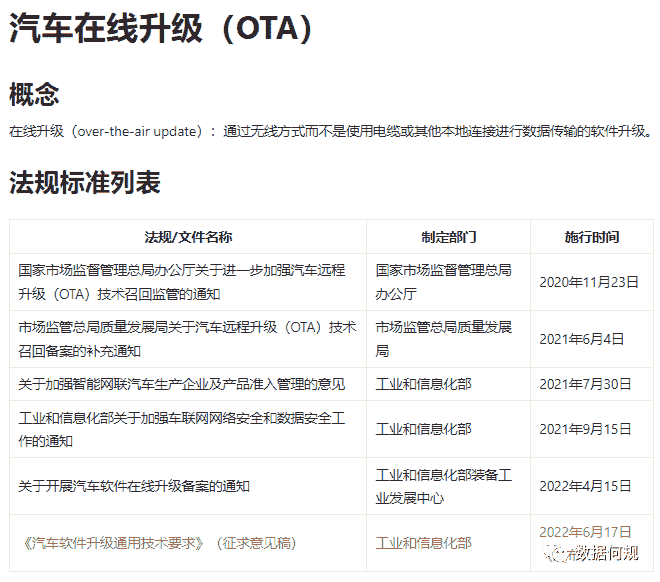 汽车在线升级（OTA）
概念
在线升级（over-the-air update）：通过无线方式而不是使用电缆或其他本地连接进行数据传输的软件升级。
法规标准列表
法规/文件名称 制定部门 施行时间
国家市场监督管理总局办公厅关于进一步加强汽车远程
升级（OTA）技术召回监管的通知
国家市场监督管理总局
办公厅
2020年11月23日
市场监管总局质量发展局关于汽车远程升级（OTA）技术
召回备案的补充通知
市场监管总局质量发展
局
2021年6月4日
关于加强智能网联汽车生产企业及产品准入管理的意见 工业和信息化部 2021年7月30日
工业和信息化部关于加强车联网网络安全和数据安全工
作的通知
工业和信息化部
2021年9月15日
关于开展汽车软件在线升级备案的通知
工业和信息化部装备工
业发展中心
2022年4月15日
《汽车软件升级通用技术要求》（征求意见稿）
工业和信息化部
2022年6月17日
数据何规